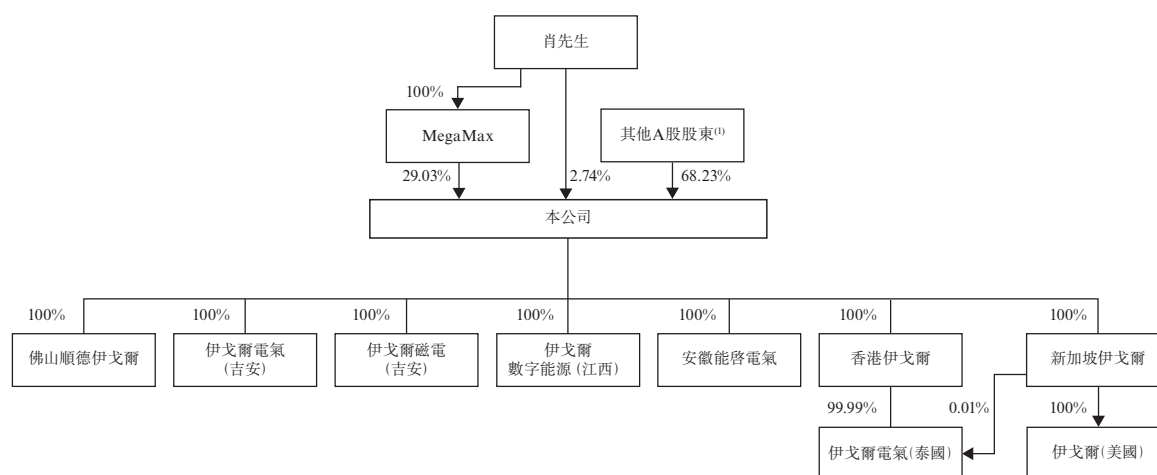 肖先生
100%
MegaMax
其他A股股東(1)
29.03%
2.74%
68.23%
本公司
100%
100%
100%
100%
100%
100%
100%
佛山順德伊戈爾
伊戈爾電氣
(吉安)
伊戈爾磁電
(吉安)
伊戈爾
數字能源(江西)
安徽能啓電氣
香港伊戈爾
新加坡伊戈爾
99.99%
0.01%
100%
伊戈爾電氣(泰國)
伊戈爾(美國)